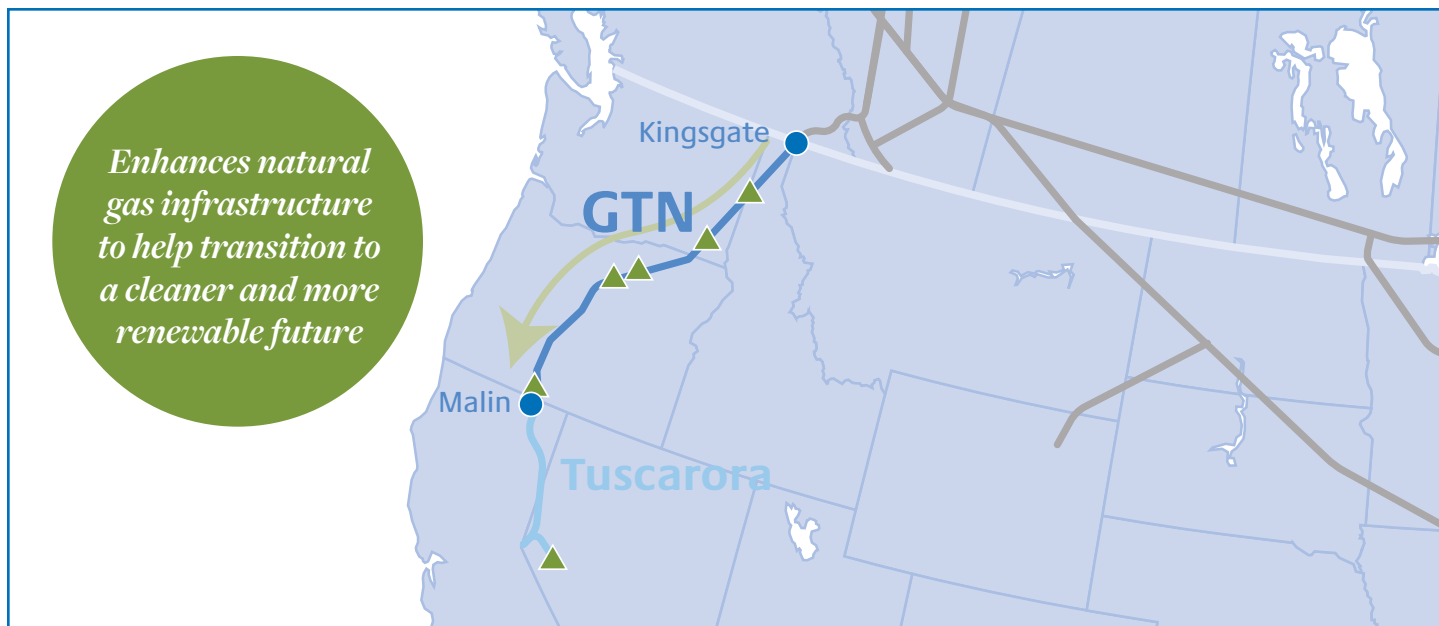 Enhances natural
gas infrastructure
to help transition to
a cleaner and more
renewable future
Kingsgate
GTN
Malin
Tuscarora